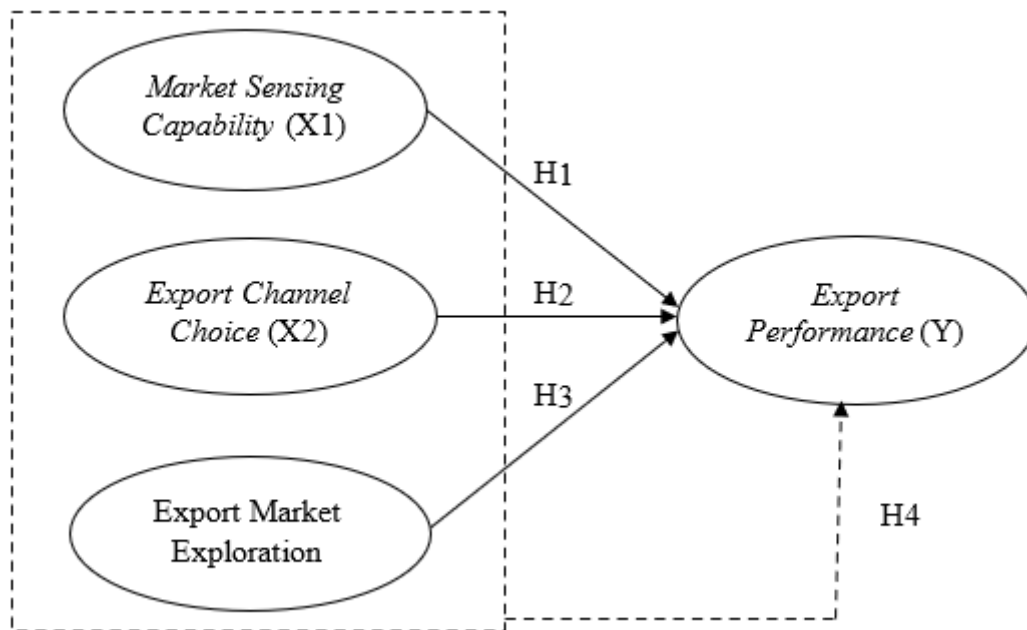 Market Sensing
Capability (X1)
H1
Export Channel
Choice (X2)
H2
Export
Performance (Y)
H3
Export Market
Exploration
H4